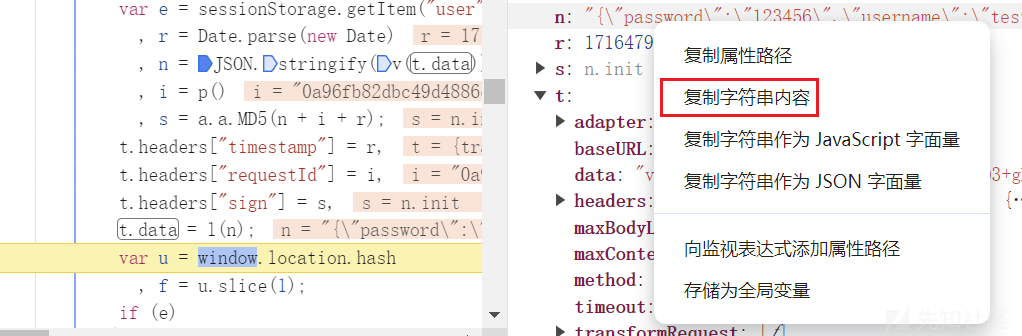 var e = sessionStorage.getItem("user"
, r = Date.parse(new Date) r = 17
, n = JSON.stringify(v(t.data)
, i = p() i = "0a96fb82dbc49d4886
, s = a.a.MD5(n + i + r); s = n.init
t.headers["timestamp"] = r, t = {tra
t.headers["requestId"] = i, i = "0a9
t.headers["sign"] = s, s = n.init
t.data = l(n); n = "{\"password\":\"
var u = window.location.hash
, f = u.slice(1);
if (e)
n: "{\"password\":\"123456\",\"username\":\"tes
r: 1716479
s: n.init
t:
adapter:
baseURL:
data: "v
3+g
headers:
{…
maxBodyL
maxConte
method:
timeout:
transformRequest: [
复制属性路径
复制字符串内容
复制字符串作为 JavaScript 字面量
复制字符串作为 JSON 字面量
向监视表达式添加属性路径
存储为全局变量
先知社区